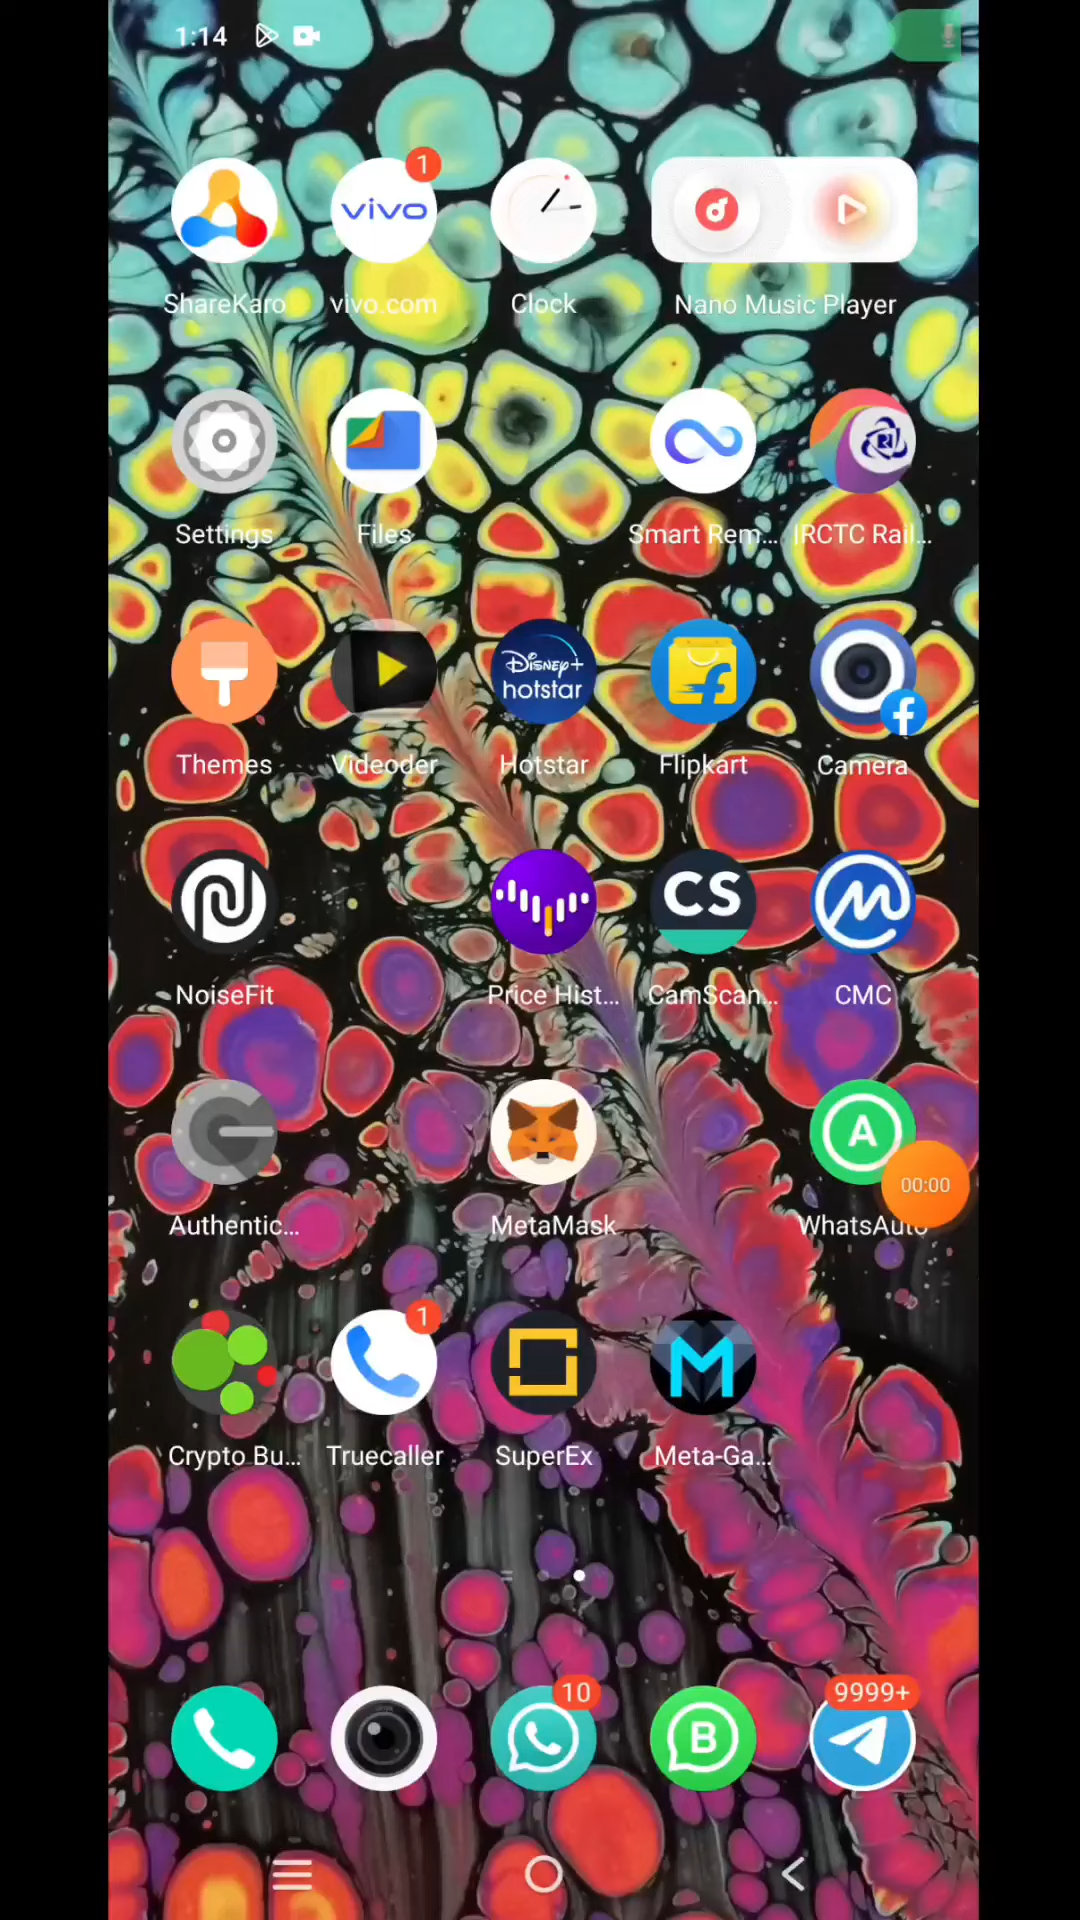 1:14
1
vivo
ShareKaro vivo.com Clock Nano Music Player
Settings Files Smart Rem... IRCTC Rail...
Disney+
hotstar
Themes Videoder Hotstar Flipkart Camera
CS
NoiseFit Price Hist... CamScan... CMC
A
00:00
Authentic... MetaMask WhatsAuto
1
M
Crypto Bu... Truecaller SuperEx Meta-Ga...
10 9999+
B